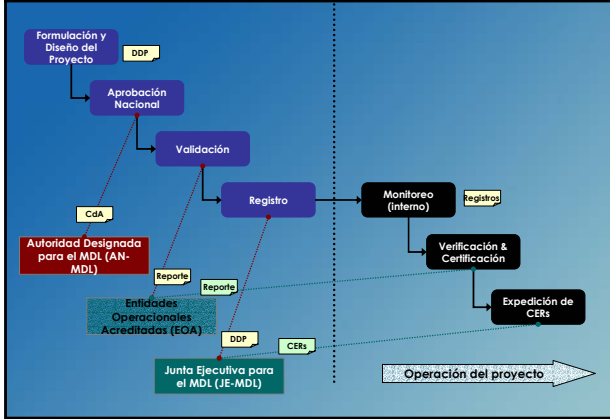 Formulación y
Diseño del
Proyecto
DDP
Aprobación
Nacional
Validación
Registro
Monitoreo
(interno)
Registros
Verificación &
Certificación
Expedición de
CERs
CdA
Autoridad Designada
para el MDL (AN-
MDL)
Reporte
Reporte
Entidades
Operacionales
Acreditadas (EOA)
DDP
CERs
Junta Ejecutiva para
el MDL (JE-MDL)
Operación del proyecto